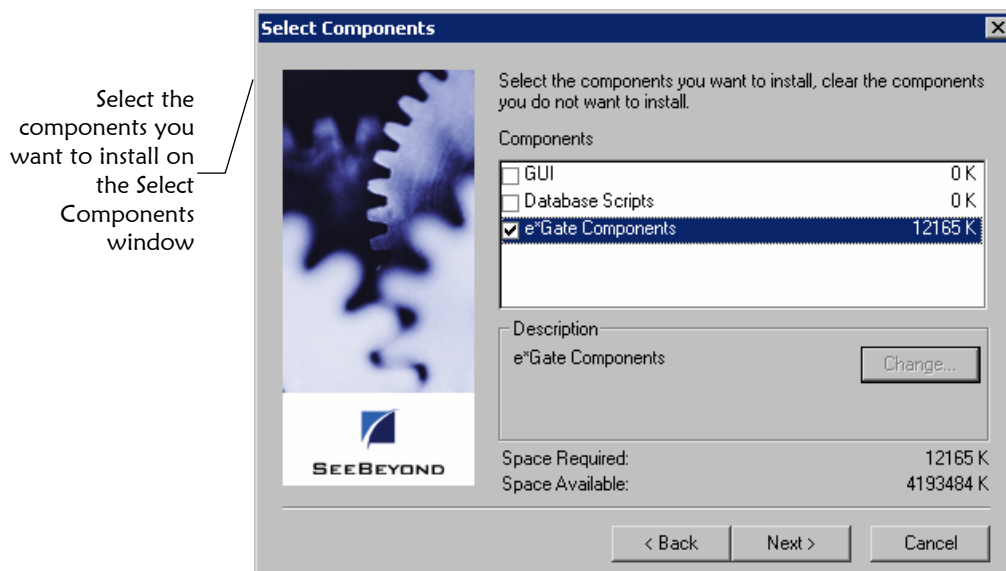 Select Components
Select the
components you
want to install on
the Select
Components
window
Select the components you want to install, clear the components
you do not want to install.
Components
GUI 0 K
Database Scripts 0 K
e*Gate Components 12165 K
Description
e*Gate Components
Change...
SEEBEYOND
Space Required: 12165 K
Space Available: 4193484 K
< Back
Next >
Cancel